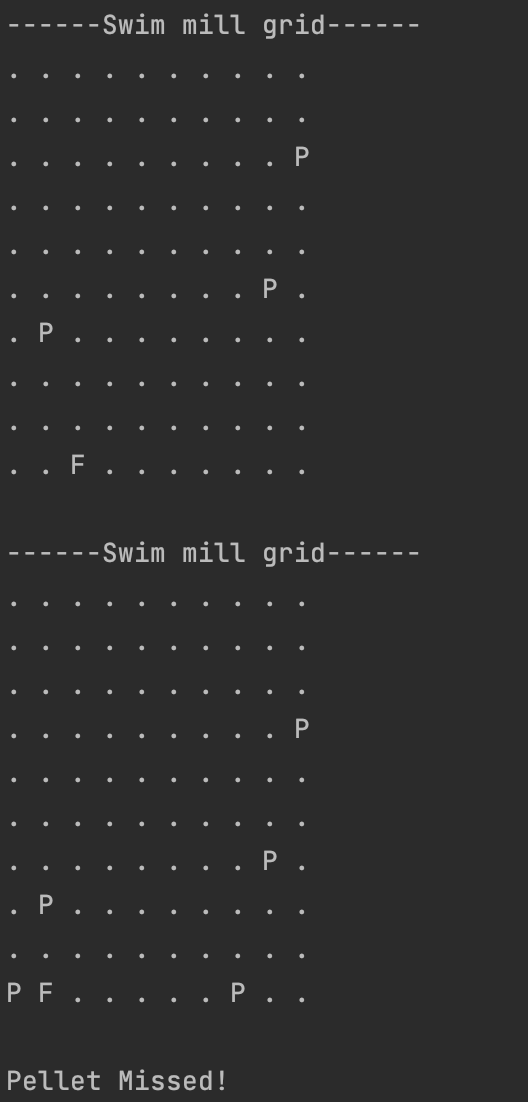 ------Swim mill grid------
. . . . . . . . . .
. . . . . . . . . .
. . . . . . . . . P
. . . . . . . . . .
. . . . . . . . . .
. . . . . . . . P .
. P . . . . . . . .
. . . . . . . . . .
. . . . . . . . . .
. . F . . . . . . .
------Swim mill grid------
. . . . . . . . . .
. . . . . . . . . .
. . . . . . . . . .
. . . . . . . . . P
. . . . . . . . . .
. . . . . . . . . .
. . . . . . . . P .
. P . . . . . . . .
. . . . . . . . . .
P F . . . . . P . .
Pellet Missed!